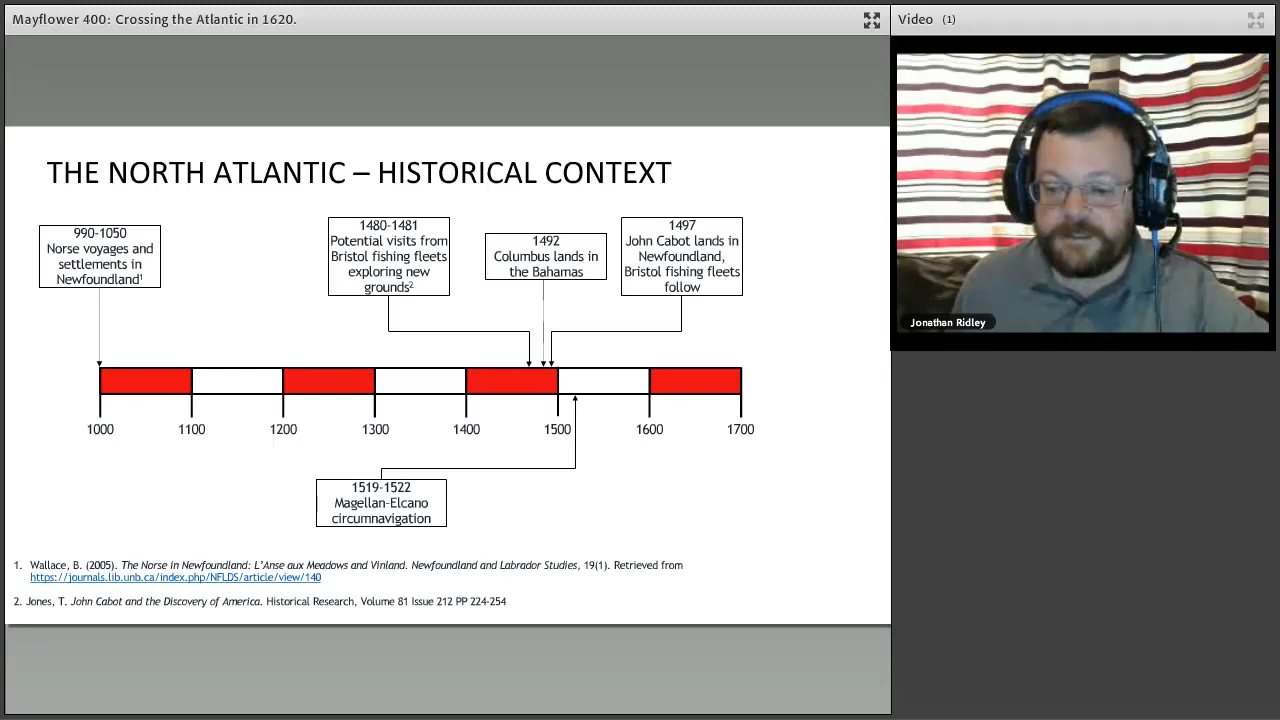 Mayflower 400: Crossing the Atlantic in 1620.
Video (1)
THE NORTH ATLANTIC – HISTORICAL CONTEXT
990-1050
Norse voyages and
settlements in
Newfoundland1
1480-1481
Potential visits from
Bristol fishing fleets
exploring new
grounds2
1492
Columbus lands in
the Bahamas
1497
John Cabot lands in
Newfoundland,
Bristol fishing fleets
follow
Jonathan Ridley
1000 1100 1200 1300 1400 1500 1600 1700
1519-1522
Magellan-Elcano
circumnavigation
1. Wallace, B. (2005). The Norse in Newfoundland: L'Anse aux Meadows and Vinland. Newfoundland and Labrador Studies, 19(1). Retrieved from
https://journals.lib.unb.ca/index.php/NFLDS/article/view/140
2. Jones, T. John Cabot and the Discovery of America. Historical Research, Volume 81 Issue 212 PP 224-254